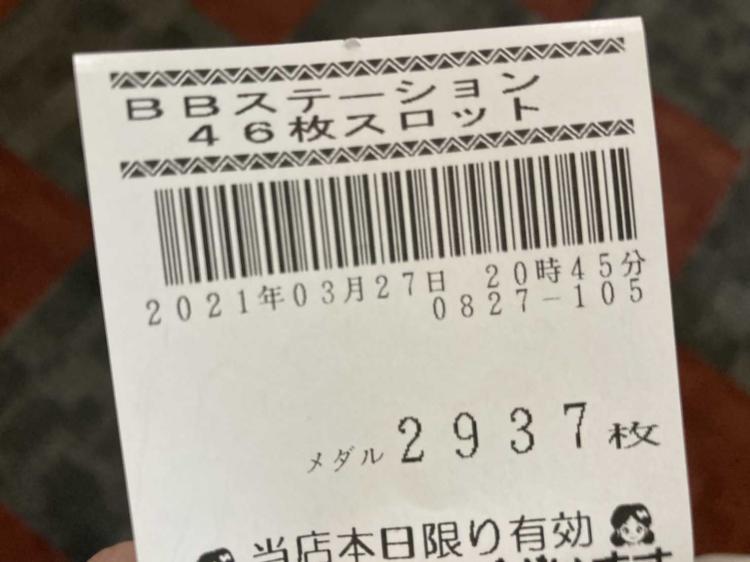 BBステーション
46枚スロット
2021年03月27日 20時45分
0827-105
メダル 2937枚
当店本日限り有効